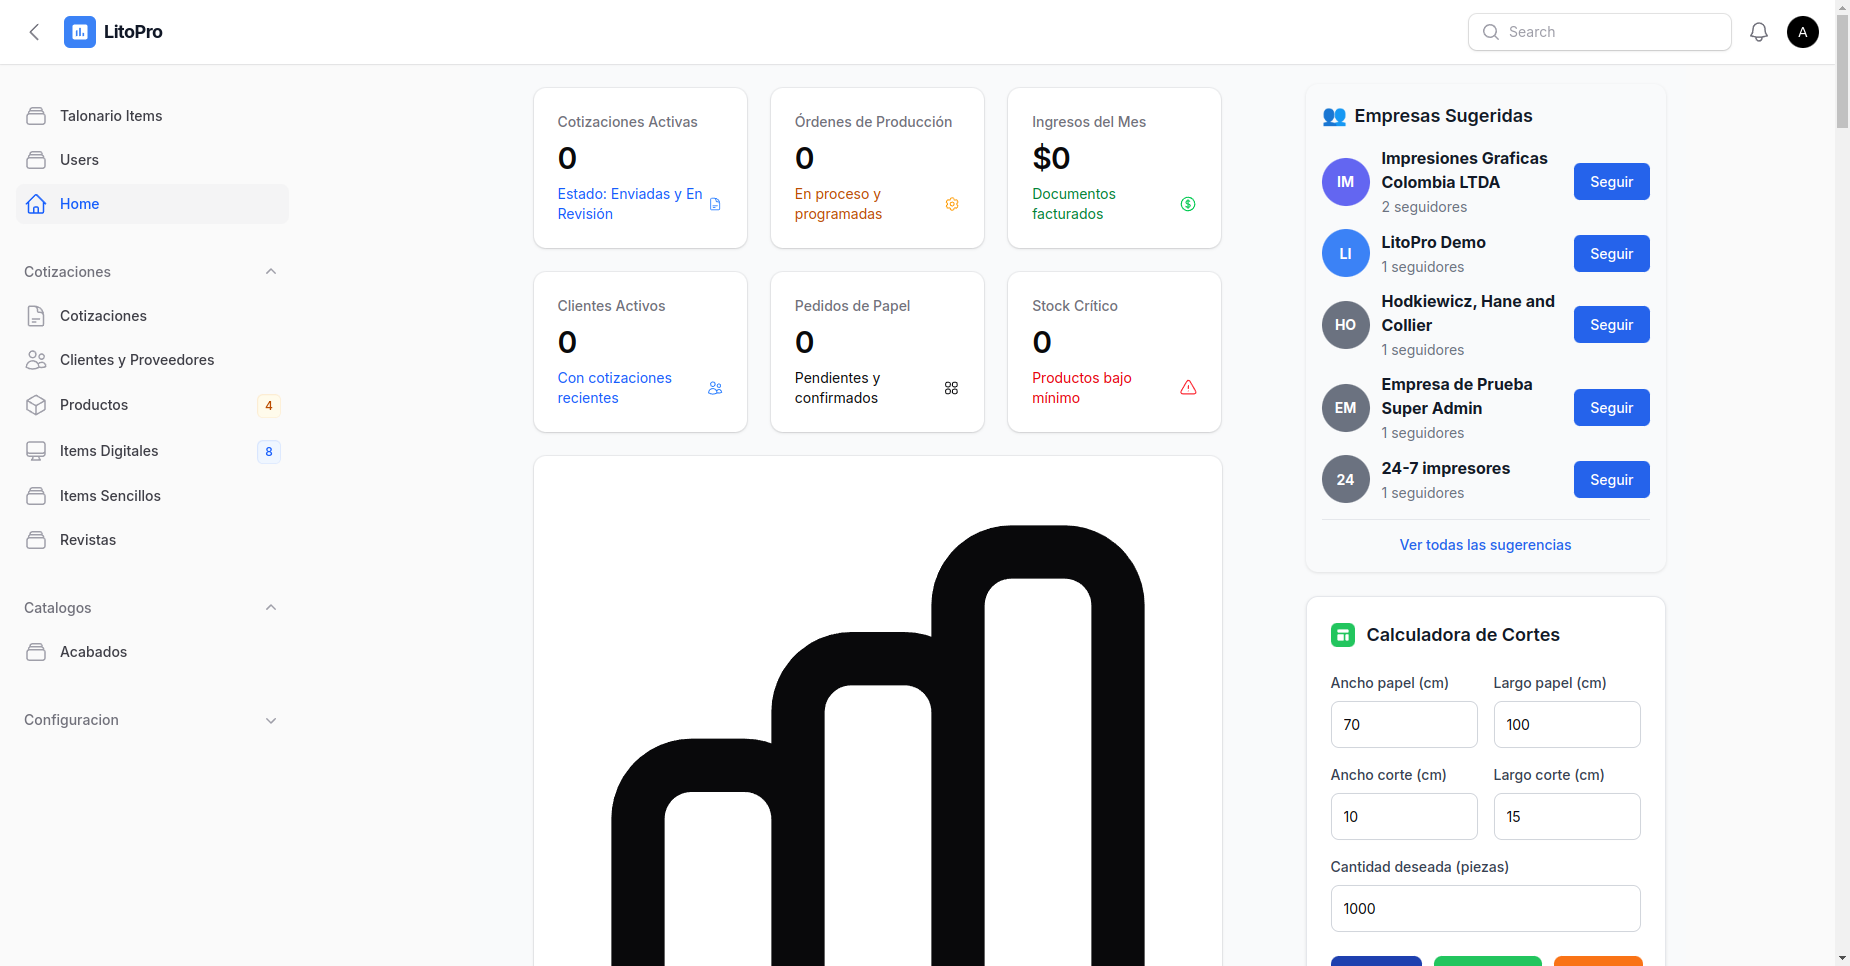 LitoPro
Search
A
Talonario Items
Users
Home
Cotizaciones
Cotizaciones
Clientes y Proveedores
Productos
4
Items Digitales
8
Items Sencillos
Revistas
Catalogos
Acabados
Configuracion
Cotizaciones Activas
0
Estado: Enviadas y En
Revisión
Órdenes de Producción
0
En proceso y
programadas
Ingresos del Mes
$0
Documentos
facturados
Clientes Activos
0
Con cotizaciones
recientes
Pedidos de Papel
0
Pendientes y
confirmados
Stock Crítico
0
Productos bajo
mínimo
Empresas Sugeridas
IM
Impresiones Graficas
Colombia LTDA
2 seguidores
Seguir
LI
LitoPro Demo
1 seguidores
Seguir
HO
Hodkiewicz, Hane and
Collier
1 seguidores
Seguir
EM
Empresa de Prueba
Super Admin
1 seguidores
Seguir
24
24-7 impresores
1 seguidores
Seguir
Ver todas las sugerencias
Calculadora de Cortes
Ancho papel (cm)
70
Largo papel (cm)
100
Ancho corte (cm)
10
Largo corte (cm)
15
Cantidad deseada (piezas)
1000